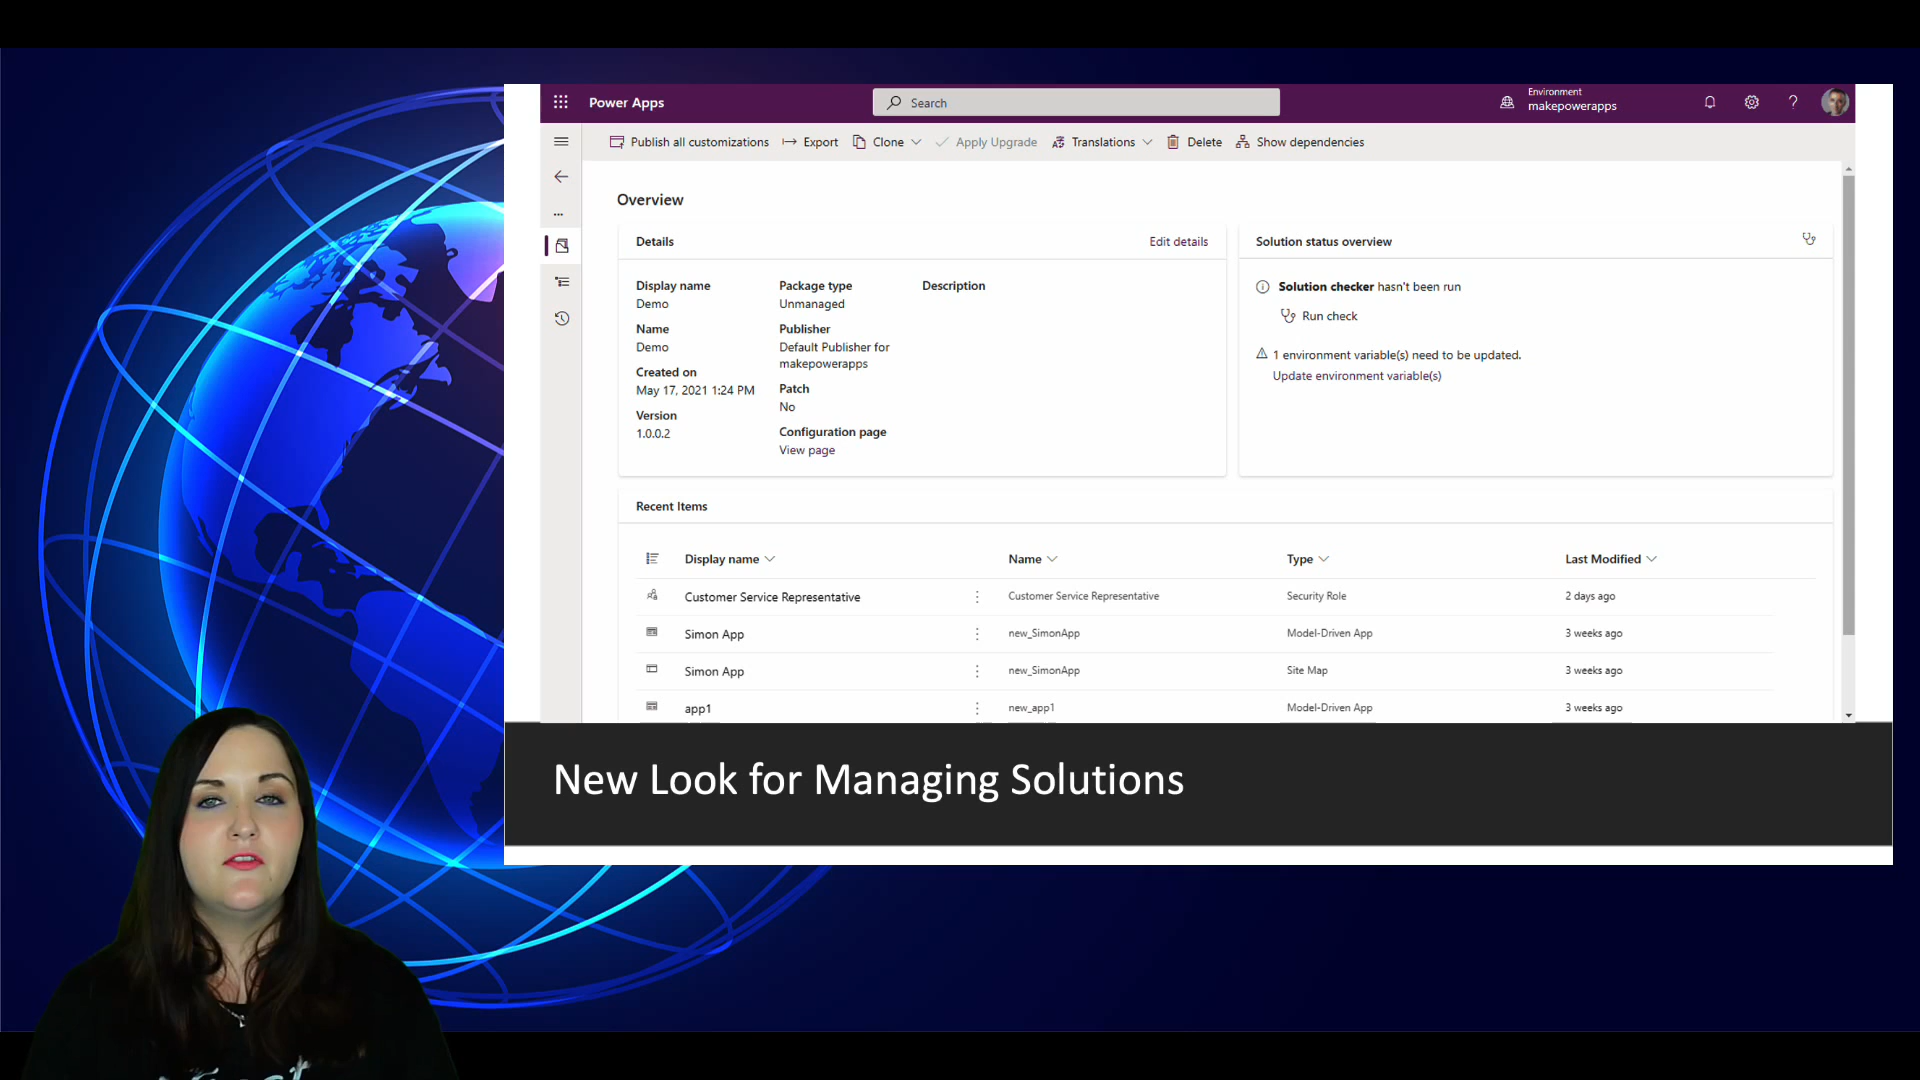 Power Apps
Search
Environment
makepowerapps
Publish all customizations
Export
Clone
Apply Upgrade
Translations
Delete
Show dependencies
Overview
Details
Edit details
Display name
Demo
Name
Demo
Created on
May 17, 2021 1:24 PM
Version
1.0.0.2
Package type
Unmanaged
Publisher
Default Publisher for
makepowerapps
Patch
No
Configuration page
View page
Description
Solution status overview
Solution checker hasn't been run
Run check
1 environment variable(s) need to be updated.
Update environment variable(s)
Recent Items
Display name Name Type Last Modified
Customer Service Representative Customer Service Representative Security Role 2 days ago
Simon App new_SimonApp Model-Driven App 3 weeks ago
Simon App new_SimonApp Site Map 3 weeks ago
app1 new_app1 Model-Driven App 3 weeks ago
New Look for Managing Solutions